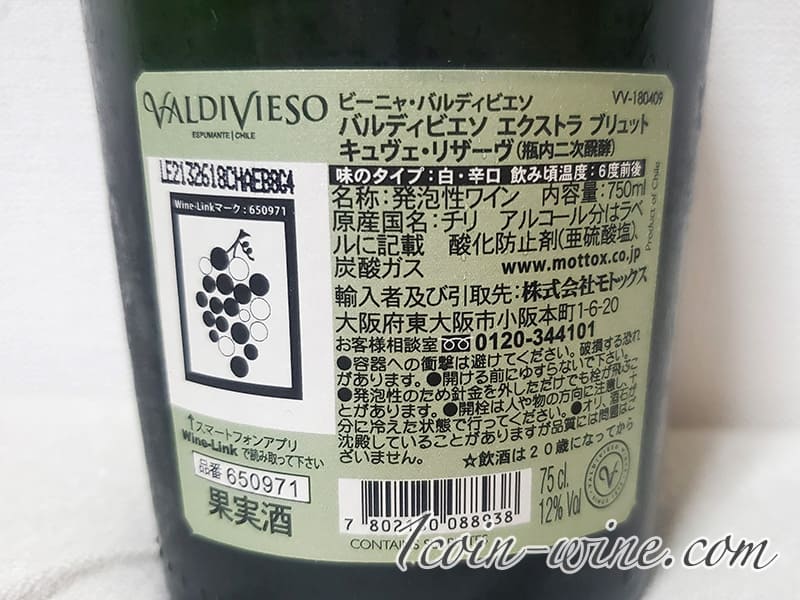 VALDIVIESO
ESPUMANTE | CHILE
ビーニャ・バルディビエソ
VV-180409
バルディビエソ エクストラ ブリュット
キュヴェ・リザーヴ(瓶内二次醗酵)
LE2132618CHAEB8G4
味のタイプ:白・辛口 飲み頃温度:6度前後
名称:発泡性ワイン 内容量:750ml
原産国名:チリ アルコール分はラベ
ルに記載 酸化防止剤(亜硫酸塩)、
炭酸ガス
www.mottox.co.jp
Product of Chile
輸入者及び引取先:株式会社モトックス
大阪府東大阪市小阪本町1-6-20
お客様相談室 0120-344101
●容器への衝撃は避けてください。破損する恐れ
があります。●開ける前にゆすらないで下さい。
●発泡性のため針金を外しただけでも栓が飛ぶこ
とがあります。●開栓は人や物の方向に注意し、十
分に冷えた状態で行ってください。●オリ、酒石が
沈殿していることがありますが品質には問題はご
ざいません。
☆飲酒は20歳になってから
Wine-Linkマーク:650971
↑スマートフォンアプリ
Wine-Link で読み取って下さい
品番 650971
果実酒
75 cl.
12% Vol
VALDIVIESO
CONTAINS
1coin-wine.com